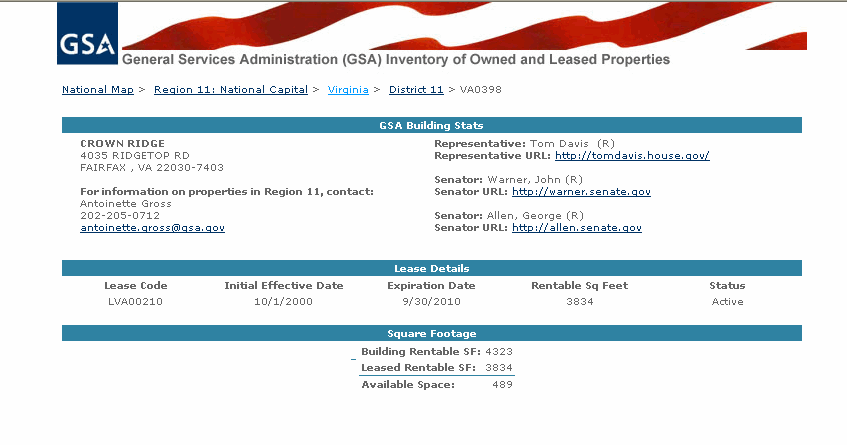 GSA
General Services Administration (GSA) Inventory of Owned and Leased Properties
National Map > Region 11: National Capital > Virginia > District 11 > VA0398
GSA Building Stats
CROWN RIDGE
4035 RIDGETOP RD
FAIRFAX , VA 22030-7403
For information on properties in Region 11, contact:
Antoinette Gross
202-205-0712
antoinette.gross@gsa.gov
Representative: Tom Davis (R)
Representative URL: http://tomdavis.house.gov/
Senator: Warner, John (R)
Senator URL: http://warner.senate.gov
Senator: Allen, George (R)
Senator URL: http://allen.senate.gov
Lease Details
Lease Code Initial Effective Date Expiration Date Rentable Sq Feet Status
LVA00210 10/1/2000 9/30/2010 3834 Active
Square Footage
Building Rentable SF: 4323
_ Leased Rentable SF: 3834
Available Space: 489